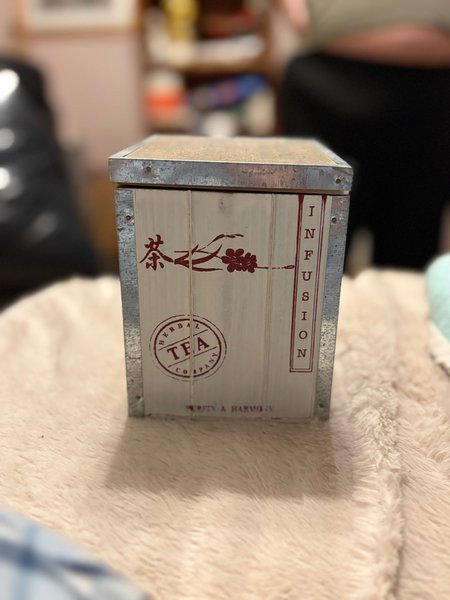 茶
INFUSION
HERBAL
TEA
COMPANY
PURITY & HARMONY